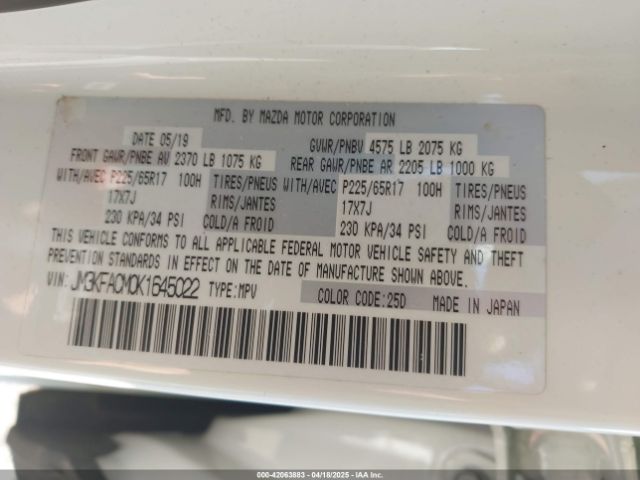 MFD. BY MAZDA MOTOR CORPORATION
DATE 05/19 GVWR/PNBV 4575 LB 2075 KG
FRONT GAWR/PNBE AV 2370 LB 1075 KG REAR GAWR/PNBE AR 2205 LB 1000 KG
WITH/AVEC P225/65R17 100H TIRES/PNEUS WITH/AVEC P225/65R17 100H TIRES/PNEUS
17X7J RIMS/JANTES 17X7J RIMS/JANTES
230 KPA/34 PSI COLD/A FROID 230 KPA/34 PSI COLD/A FROID
THIS VEHICLE CONFORMS TO ALL APPLICABLE FEDERAL MOTOR VEHICLE SAFETY AND THEFT
PREVENTION STANDARDS IN EFFECT ON THE DATE OF MANUFACTURE SHOWN ABOVE.
VIN: JM3KFACM0K1645022 TYPE:MPV COLOR CODE:25D MADE IN JAPAN
000-42063883 - 04/18/2025 - IAAI.COM